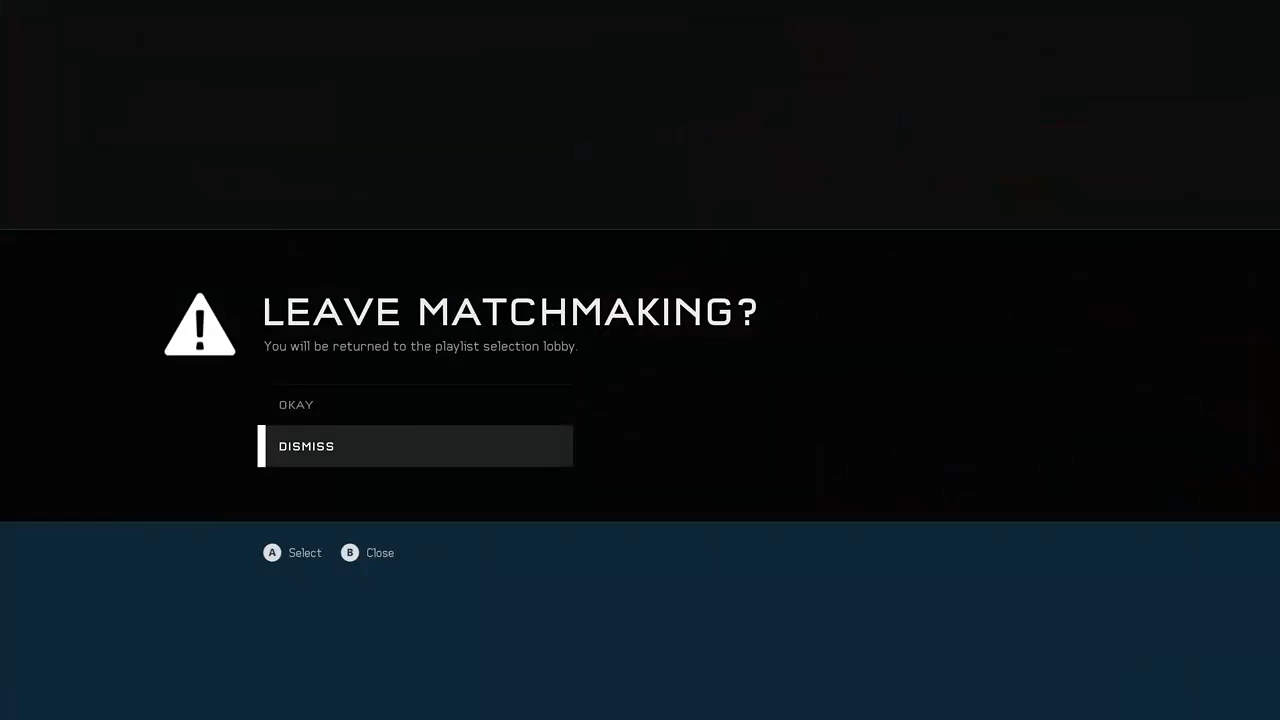 LEAVE MATCHMAKING?
You will be returned to the playlist selection lobby.
OKAY
DISMISS
A Select B Close